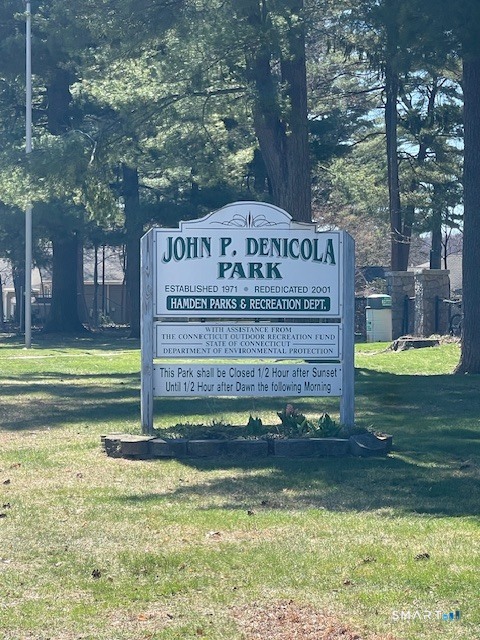 JOHN P. DENICOLA
PARK
ESTABLISHED 1971 • REDEDICATED 2001
HAMDEN PARKS & RECREATION DEPT.
WITH ASSISTANCE FROM
THE CONNECTICUT OUTDOOR RECREATION FUND
STATE OF CONNECTICUT
DEPARTMENT OF ENVIRONMENTAL PROTECTION
This Park shall be Closed 1/2 Hour after Sunset
Until 1/2 Hour after Dawn the following Morning
SMART